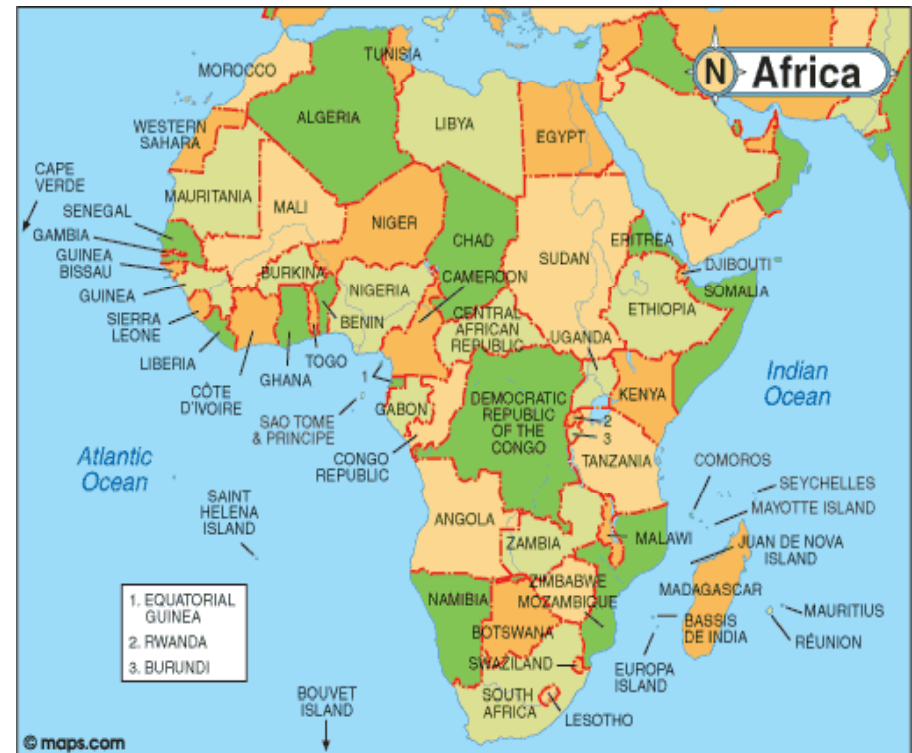 N Africa
TUNISIA
MOROCCO
ALGERIA
LIBYA
EGYPT
WESTERN
SAHARA
CAPE
VERDE
MAURITANIA
MALI
NIGER
CHAD
SUDAN
ERITREA
SENEGAL
GAMBIA
GUINEA
BISSAU
GUINEA
BURKINA
NIGERIA
CAMEROON
DJIBOUTI
SOMALIA
ETHIOPIA
SIERRA
LEONE
BENIN
CENTRAL
AFRICAN
REPUBLIC
UGANDA
LIBERIA
CÔTE
D'IVOIRE
GHANA
TOGO
1
SAO TOME
& PRINCIPE
GABON
CONGO
REPUBLIC
DEMOCRATIC
REPUBLIC
OF THE
CONGO
KENYA
2
3
TANZANIA
Indian
Ocean
Atlantic
Ocean
SAINT
HELENA
ISLAND
COMOROS
SEYCHELLES
MAYOTTE ISLAND
ANGOLA
ZAMBIA
MALAWI
JUAN DE NOVA
ISLAND
ZIMBABWE
MOZAMBIQUE
MADAGASCAR
MAURITIUS
RÉUNION
NAMIBIA
BOTSWANA
BASSIS
DE INDIA
SWAZILAND
EUROPA
ISLAND
SOUTH
AFRICA
LESOTHO
1. EQUATORIAL
GUINEA
2. RWANDA
3. BURUNDI
BOUVET
ISLAND
© maps.com